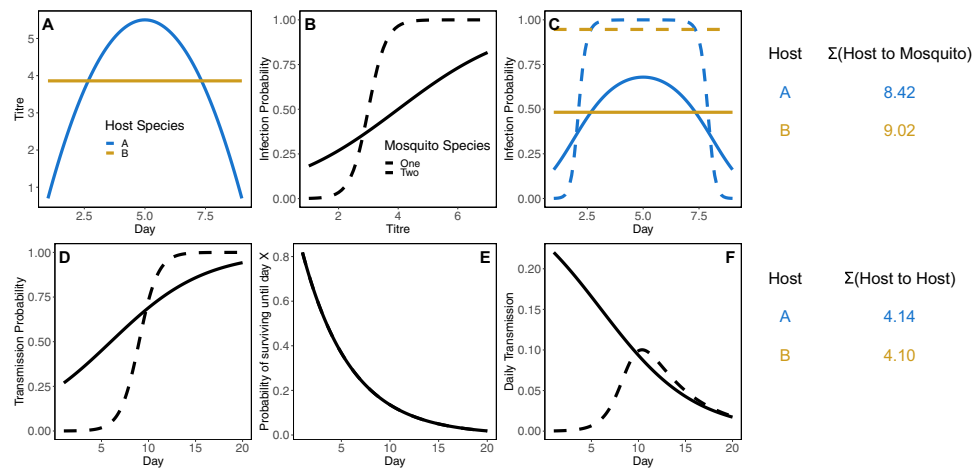 A
Titre
5
4
3
2
1
Host Species
A
B
2.5 5.0 7.5
Day
B
Infection Probability
1.00
0.75
0.50
0.25
0.00
Mosquito Species
One
Two
2 4 6
Titre
C
Infection Probability
1.00
0.75
0.50
0.25
0.00
2.5 5.0 7.5
Day
Host Σ(Host to Mosquito)
A 8.42
B 9.02
D
Transmission Probability
1.00
0.75
0.50
0.25
0.00
5 10 15 20
Day
E
Probability of surviving until day X
0.8
0.6
0.4
0.2
0.0
5 10 15 20
Day
F
Daily Transmission
0.20
0.15
0.10
0.05
0.00
5 10 15 20
Day
Host Σ(Host to Host)
A 4.14
B 4.10